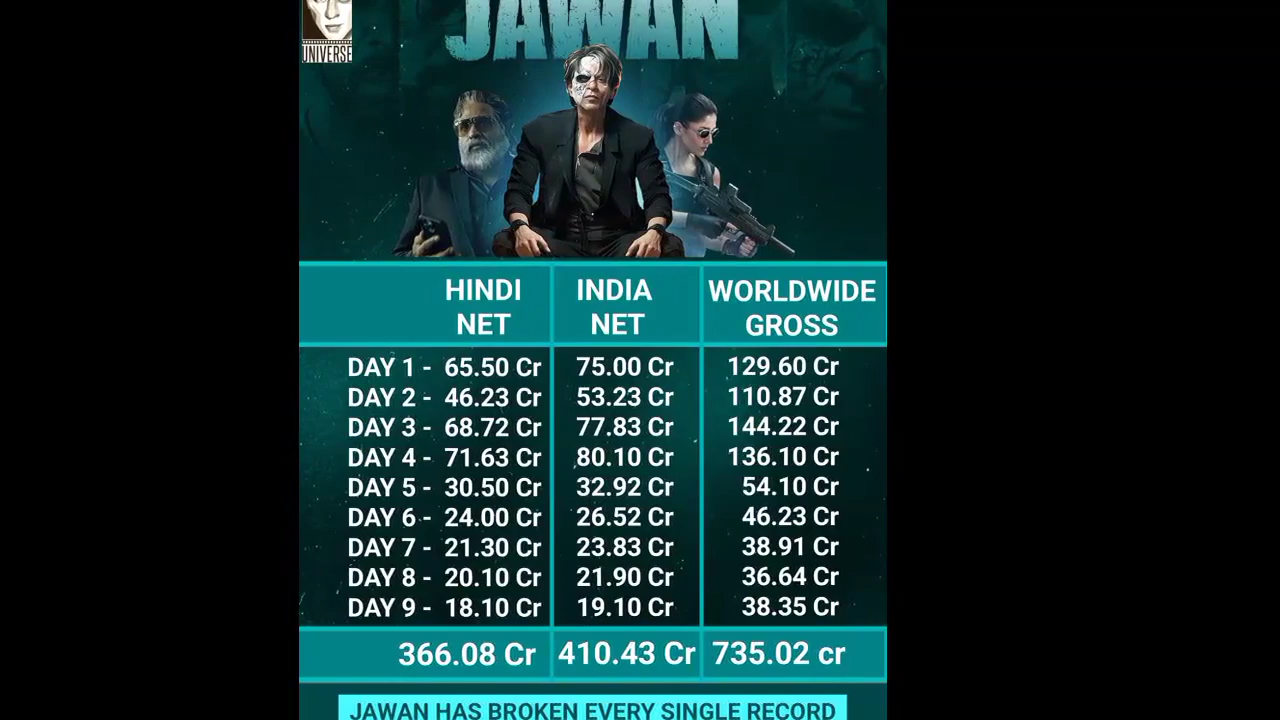 JAWAN
UNIVERSE
HINDI NET
INDIA NET
WORLDWIDE GROSS
DAY 1 - 65.50 Cr 75.00 Cr 129.60 Cr
DAY 2 - 46.23 Cr 53.23 Cr 110.87 Cr
DAY 3 - 68.72 Cr 77.83 Cr 144.22 Cr
DAY 4 - 71.63 Cr 80.10 Cr 136.10 Cr
DAY 5 - 30.50 Cr 32.92 Cr 54.10 Cr
DAY 6 - 24.00 Cr 26.52 Cr 46.23 Cr
DAY 7 - 21.30 Cr 23.83 Cr 38.91 Cr
DAY 8 - 20.10 Cr 21.90 Cr 36.64 Cr
DAY 9 - 18.10 Cr 19.10 Cr 38.35 Cr
366.08 Cr 410.43 Cr 735.02 cr
JAWAN HAS BROKEN EVERY SINGLE RECORD